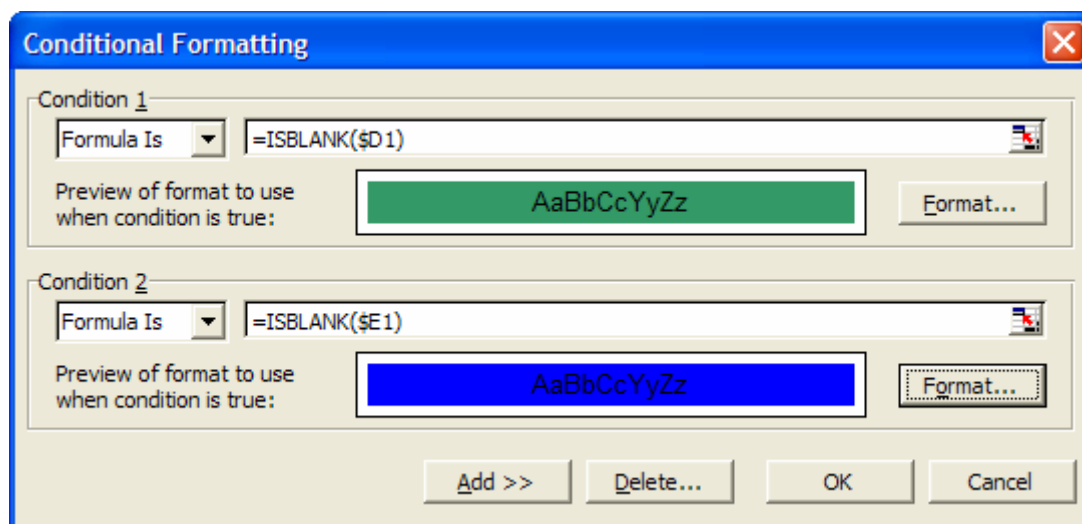 Conditional Formatting
Condition 1
Formula Is
=ISBLANK($D1)
Preview of format to use
when condition is true:
AaBbCcYyZz
Format...
Condition 2
Formula Is
=ISBLANK($E1)
Preview of format to use
when condition is true:
AaBbCcYyZz
Format...
Add >>
Delete...
OK
Cancel